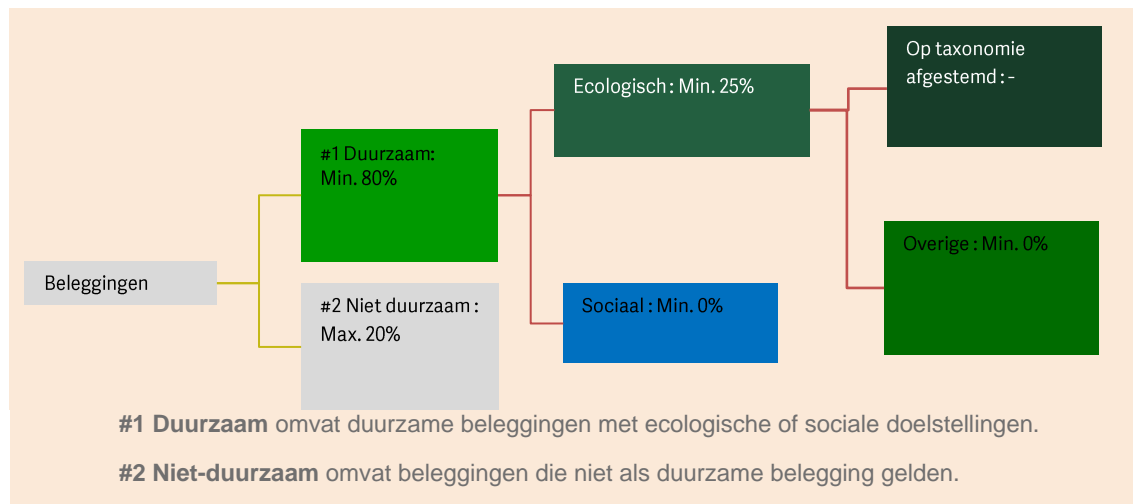 Beleggingen
#1 Duurzaam:
Min. 80%
#2 Niet duurzaam :
Max. 20%
Ecologisch : Min. 25%
Sociaal : Min. 0%
Op taxonomie
afgestemd : -
Overige : Min. 0%
#1 Duurzaam omvat duurzame beleggingen met ecologische of sociale doelstellingen.
#2 Niet-duurzaam omvat beleggingen die niet als duurzame belegging gelden.